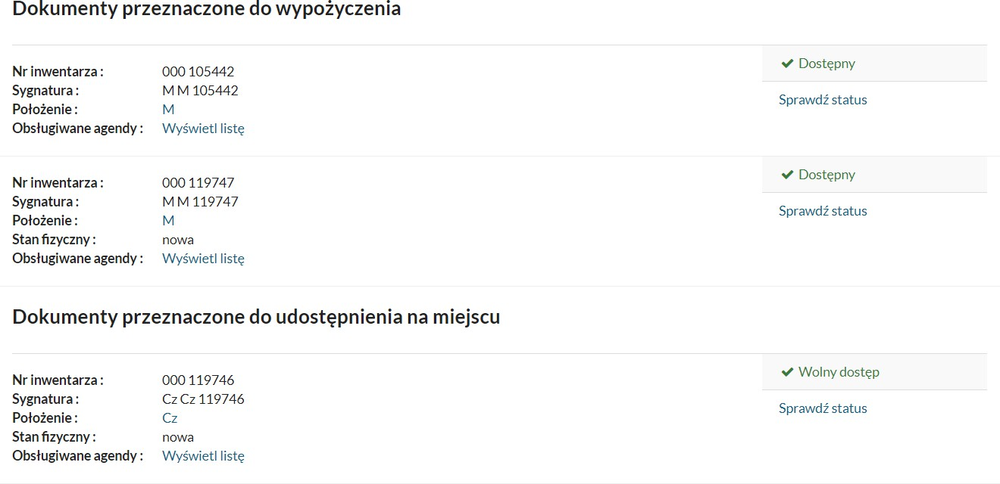 Dokumenty przeznaczone do wypożyczenia
Nr inwentarza : 000 105442
Sygnatura : M M 105442
Położenie : M
Obsługiwane agendy : Wyświetl listę
Dostępny
Sprawdź status
Nr inwentarza : 000 119747
Sygnatura : M M 119747
Położenie : M
Stan fizyczny : nowa
Obsługiwane agendy : Wyświetl listę
Dostępny
Sprawdź status
Dokumenty przeznaczone do udostępnienia na miejscu
Nr inwentarza : 000 119746
Sygnatura : Cz Cz 119746
Położenie : Cz
Stan fizyczny : nowa
Obsługiwane agendy : Wyświetl listę
Wolny dostęp
Sprawdź status